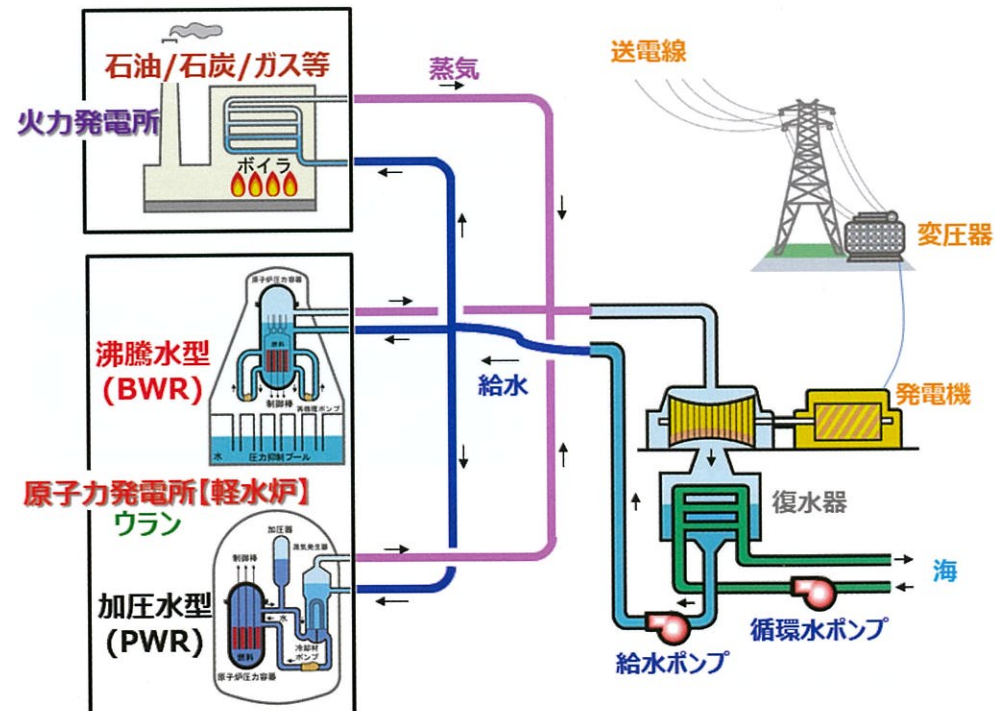 石油/石炭/ガス等
火力発電所
ボイラ
蒸気
送電線
変圧器
原子炉圧力容器
燃料
制御棒
再循環ポンプ
水
圧力抑制プール
沸騰水型
(BWR)
給水
発電機
復水器
海
循環水ポンプ
給水ポンプ
原子力発電所【軽水炉】
ウラン
加圧器
蒸気発生器
制御棒
水
冷却材
ポンプ
燃料
原子炉圧力容器
加圧水型
(PWR)